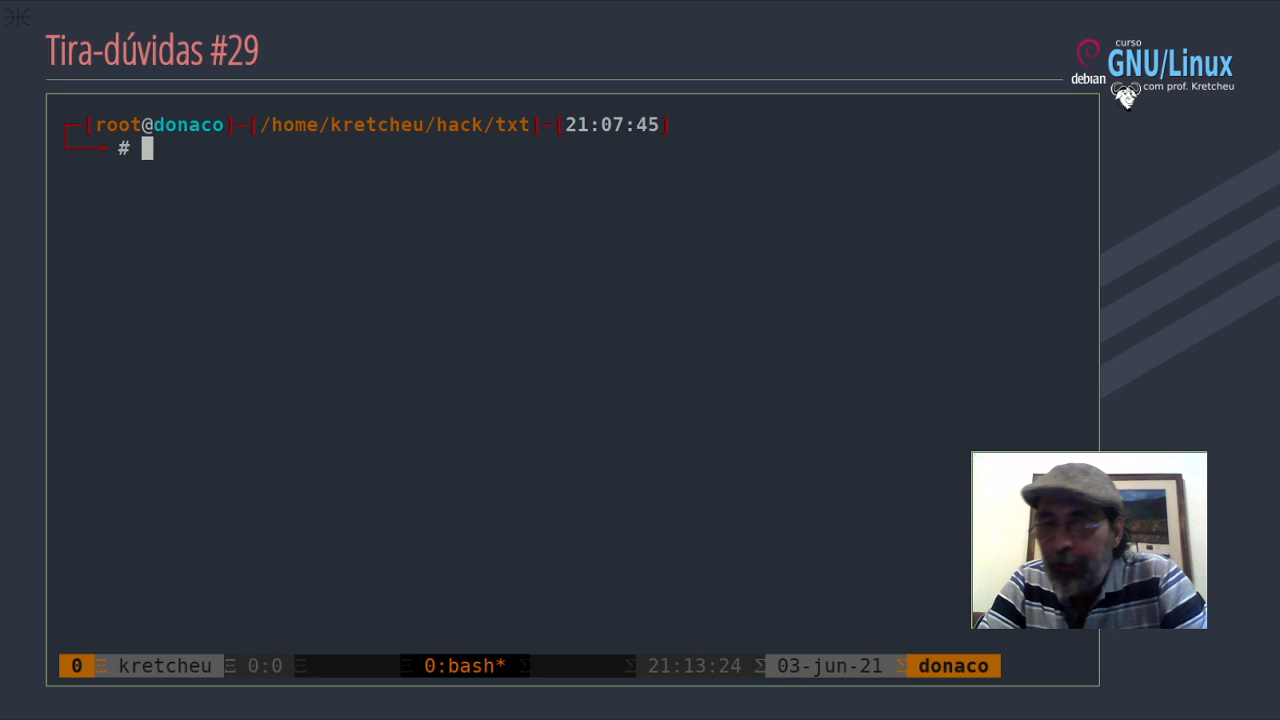 Tira-dúvidas #29
curso
GNU/Linux
debian
com prof. Kretcheu
[root@donaco]-[/home/kretcheu/hack/txt]-[21:07:45]
#
0 Ξ kretcheu Ξ 0:0 Ξ Ξ 0:bash* Σ Σ 21:13:24 Σ 03-jun-21 Σ donaco